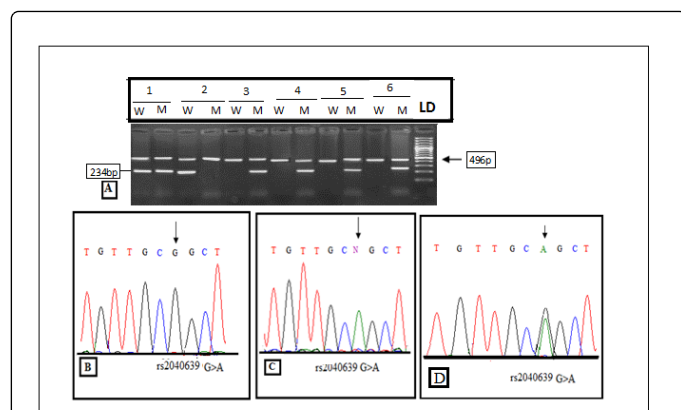 1 2 3 4 5 6
W M W M W M W M W M W M LD
234bp
496p
A
T G T T G C G G C T
T G T T G C N G C T
T G T T G C A G C T
B
rs2040639 G>A
C
rs2040639 G>A
D
rs2040639 G>A